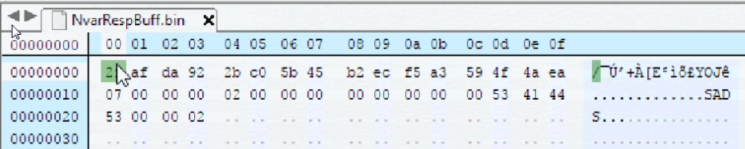 NvarRespBuff.bin x
00000000 00 01 02 03 04 05 06 07 08 09 0a 0b 0c 0d 0e 0f
00000000 2 af da 92 2b c0 5b 45 b2 ec f5 a3 59 4f 4a ea /¯Ú’+À[E²ìõ£YOJê
00000010 07 00 00 00 02 00 00 00 00 00 00 00 00 53 41 44 .............SAD
00000020 53 00 00 02 .. .. .. .. .. .. .. .. .. .. .. .. S...............
00000030 .. .. .. .. .. .. .. .. .. .. .. .. .. .. .. ..